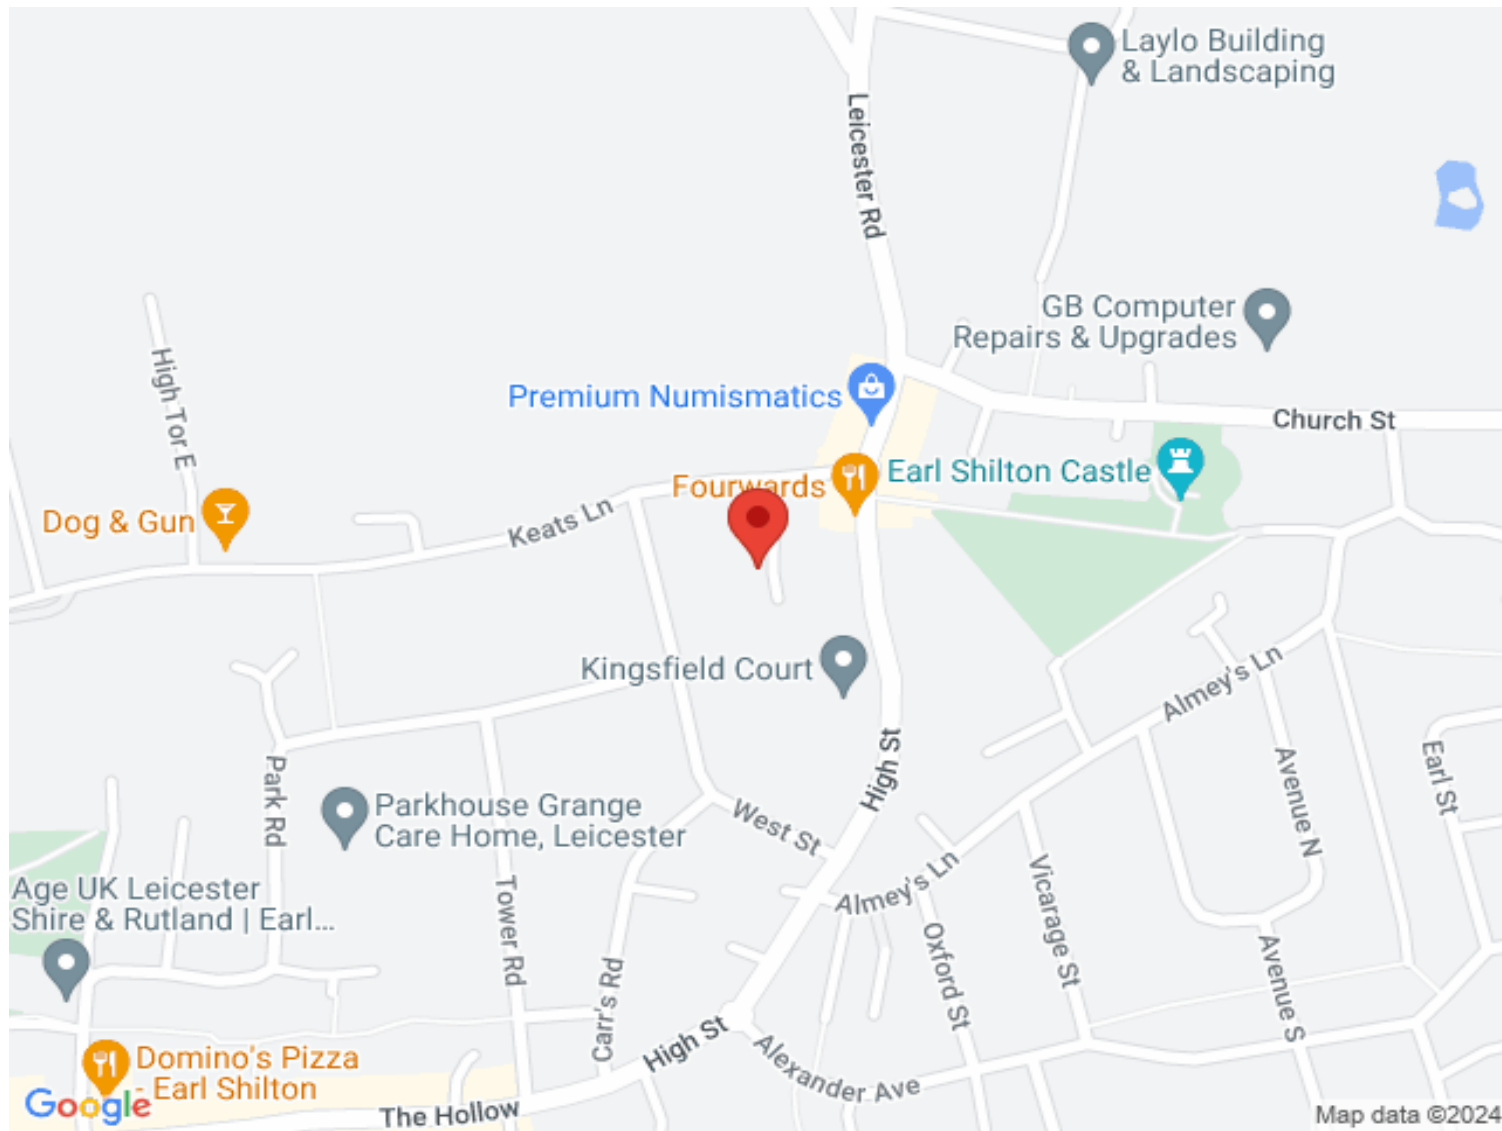 Laylo Building
& Landscaping
Leicester Rd
GB Computer
Repairs & Upgrades
High Tor E
Premium Numismatics
Church St
Earl Shilton Castle
Fourwards
Dog & Gun
Keats Ln
Kingsfield Court
Almey's Ln
High St
Earl St
Avenue N
Park Rd
Parkhouse Grange
Care Home, Leicester
West St
Almey's Ln
Vicarage St
Age UK Leicester
Shire & Rutland | Earl...
Tower Rd
Oxford St
Avenue S
Carr's Rd
High St
Alexander Ave
Domino's Pizza
- Earl Shilton
Google
The Hollow
Map data ©2024